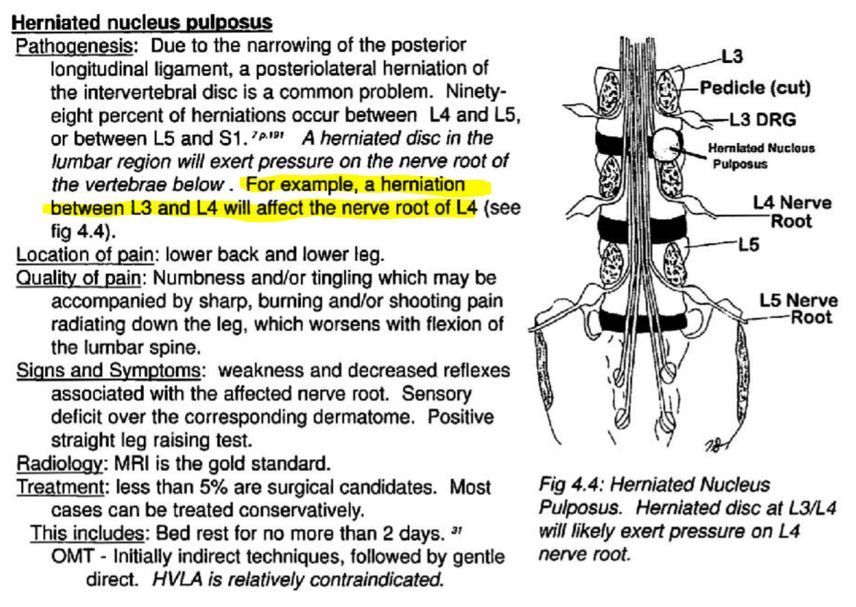 Herniated nucleus pulposus
Pathogenesis: Due to the narrowing of the posterior
longitudinal ligament, a posteriolateral herniation of
the intervertebral disc is a common problem. Ninety-
eight percent of herniations occur between L4 and L5,
or between L5 and S1. 7 p.191 A herniated disc in the
lumbar region will exert pressure on the nerve root of
the vertebrae below . For example, a herniation
between L3 and L4 will affect the nerve root of L4 (see
fig 4.4).
Location of pain: lower back and lower leg.
Quality of pain: Numbness and/or tingling which may be
accompanied by sharp, burning and/or shooting pain
radiating down the leg, which worsens with flexion of
the lumbar spine.
Signs and Symptoms: weakness and decreased reflexes
associated with the affected nerve root. Sensory
deficit over the corresponding dermatome. Positive
straight leg raising test.
Radiology: MRI is the gold standard.
Treatment: less than 5% are surgical candidates. Most
cases can be treated conservatively.
This includes: Bed rest for no more than 2 days. 31
OMT - Initially indirect techniques, followed by gentle
direct. HVLA is relatively contraindicated.
L3
Pedicle (cut)
L3 DRG
Herniated Nucleus
Pulposus
L4 Nerve
Root
L5
L5 Nerve
Root
Fig 4.4: Herniated Nucleus
Pulposus. Herniated disc at L3/L4
will likely exert pressure on L4
nerve root.